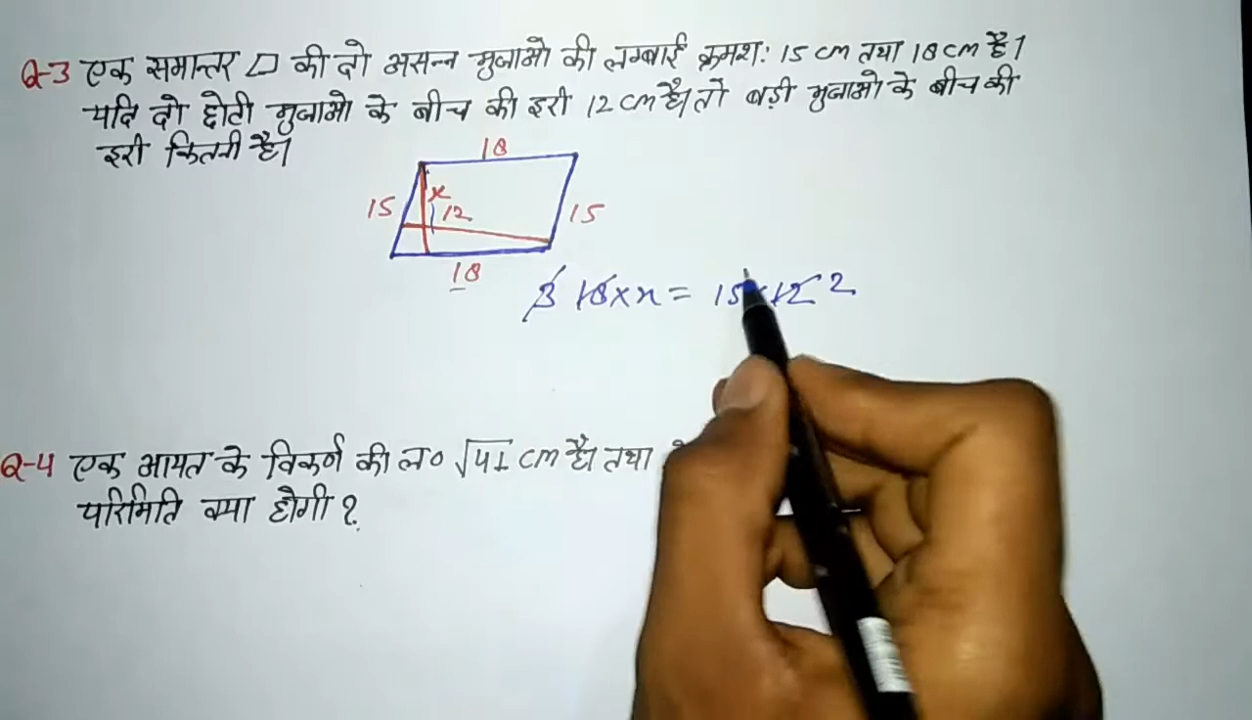 Q-3 एक समान्तर ▱ की दो असन्न भुजाओ की लम्बाई क्रमश: 15 cm तथा 18 cm है।
यदि दो छोटी भुजाओ के बीच की दूरी 12 cm है। तो बड़ी भुजाओ के बीच की
दूरी कितनी है।
18
15
x
12
15
18
3 18 x x = 15 x 12 2
Q-4 एक आयत के विकर्ण की ल० √41 cm है। तथा
परिमिति क्या होगी ?